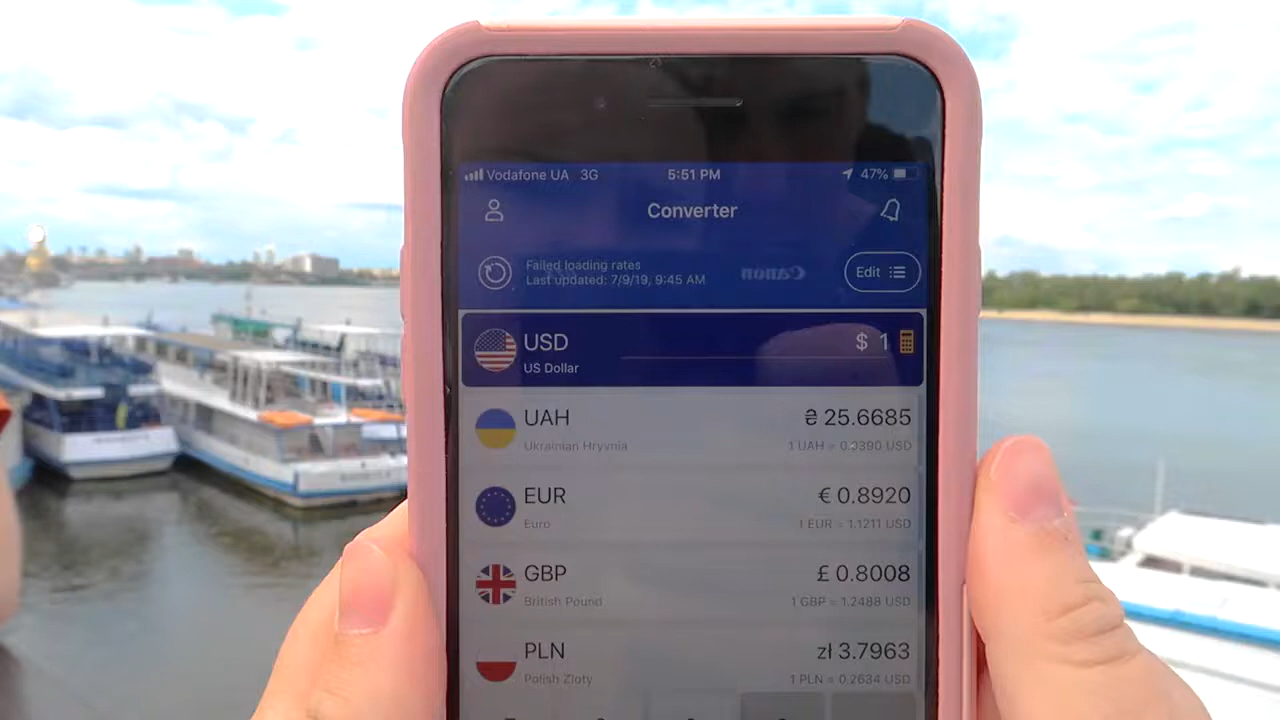 Vodafone UA 3G 5:51 PM 47%
Converter
Failed loading rates
Last updated: 7/9/19, 9:45 AM
Canon
Edit
USD $ 1
US Dollar
UAH ₴ 25.6685
Ukrainian Hryvnia 1 UAH = 0.0390 USD
EUR € 0.8920
Euro 1 EUR = 1.1211 USD
GBP £ 0.8008
British Pound 1 GBP = 1.2488 USD
PLN zł 3.7963
Polish Zloty 1 PLN = 0.2634 USD